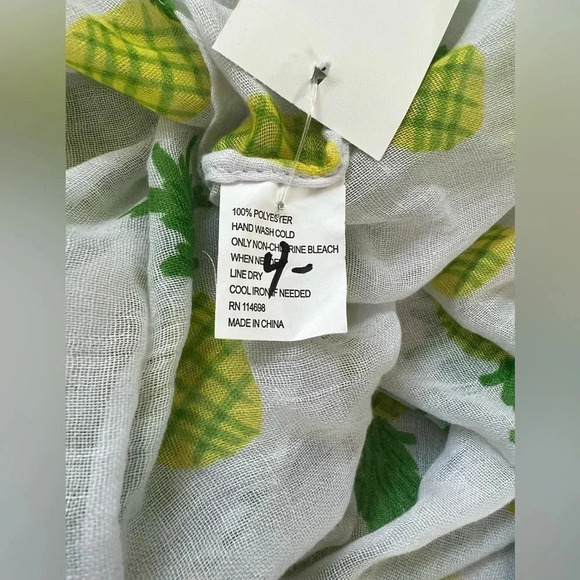 100% POLYESTER
HAND WASH COLD
ONLY NON-CHLORINE BLEACH
WHEN NEEDED
LINE DRY
COOL IRON IF NEEDED
RN 114698
MADE IN CHINA
4-